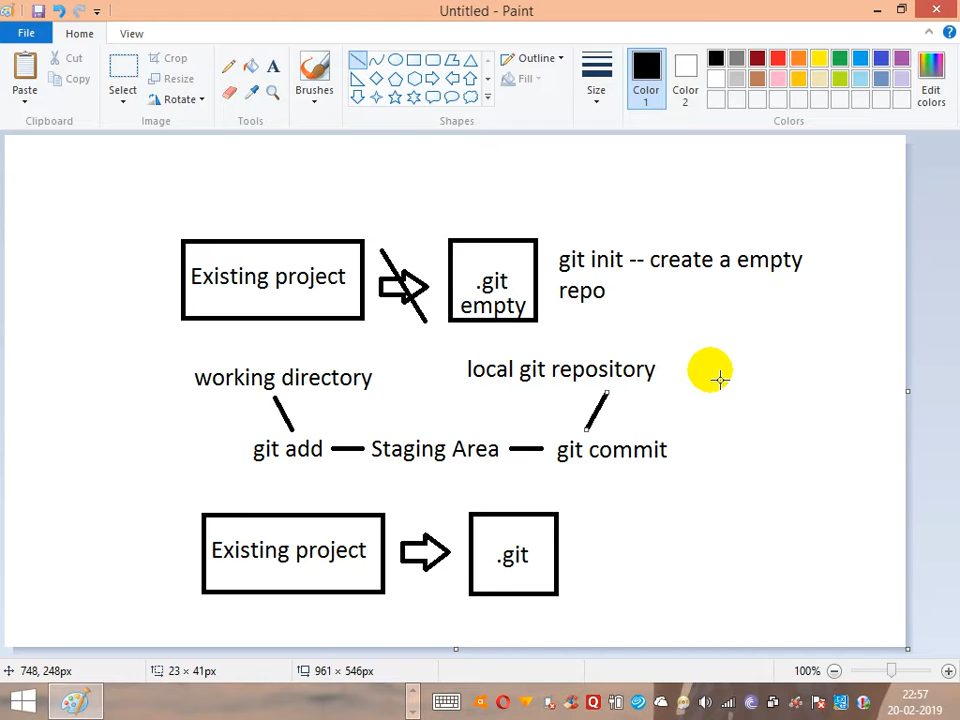 Untitled - Paint
File Home View
Paste
Cut
Copy
Clipboard
Select
Crop
Resize
Rotate
Image
A
Tools
Brushes
Outline
Fill
Shapes
Size
Color 1
Color 2
Edit colors
Colors
Existing project
.git
empty
git init -- create a empty
repo
working directory
local git repository
git add
Staging Area
git commit
Existing project
.git
748, 248px
23 × 41px
961 × 546px
100%
22:57
20-02-2019